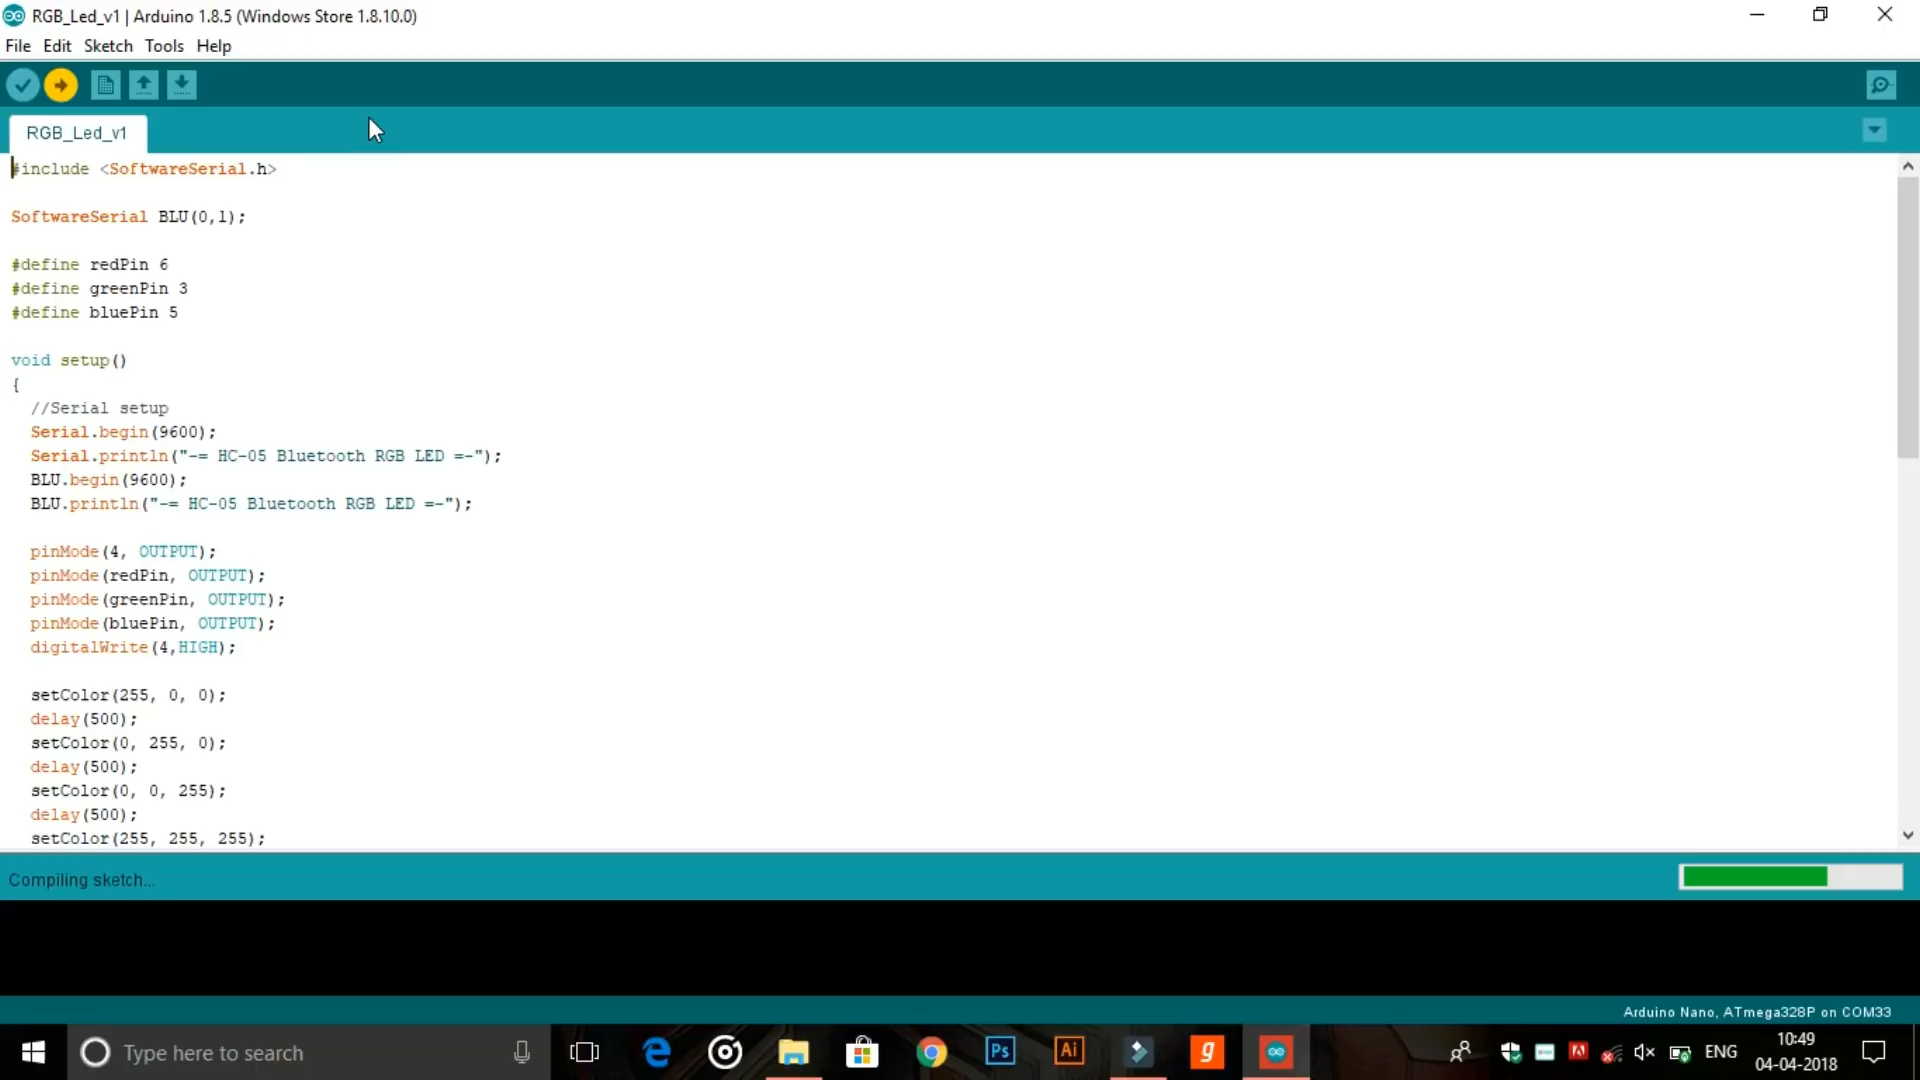 RGB_Led_v1 | Arduino 1.8.5 (Windows Store 1.8.10.0)
File Edit Sketch Tools Help
RGB_Led_v1
#include <SoftwareSerial.h>
SoftwareSerial BLU(0,1);
#define redPin 6
#define greenPin 3
#define bluePin 5
void setup()
{
//Serial setup
Serial.begin(9600);
Serial.println("-= HC-05 Bluetooth RGB LED =-");
BLU.begin(9600);
BLU.println("-= HC-05 Bluetooth RGB LED =-");
pinMode(4, OUTPUT);
pinMode(redPin, OUTPUT);
pinMode(greenPin, OUTPUT);
pinMode(bluePin, OUTPUT);
digitalWrite(4,HIGH);
setColor(255, 0, 0);
delay(500);
setColor(0, 255, 0);
delay(500);
setColor(0, 0, 255);
delay(500);
setColor(255, 255, 255);
Compiling sketch...
Arduino Nano, ATmega328P on COM33
Type here to search
Ps
Ai
g
ENG
10:49
04-04-2018